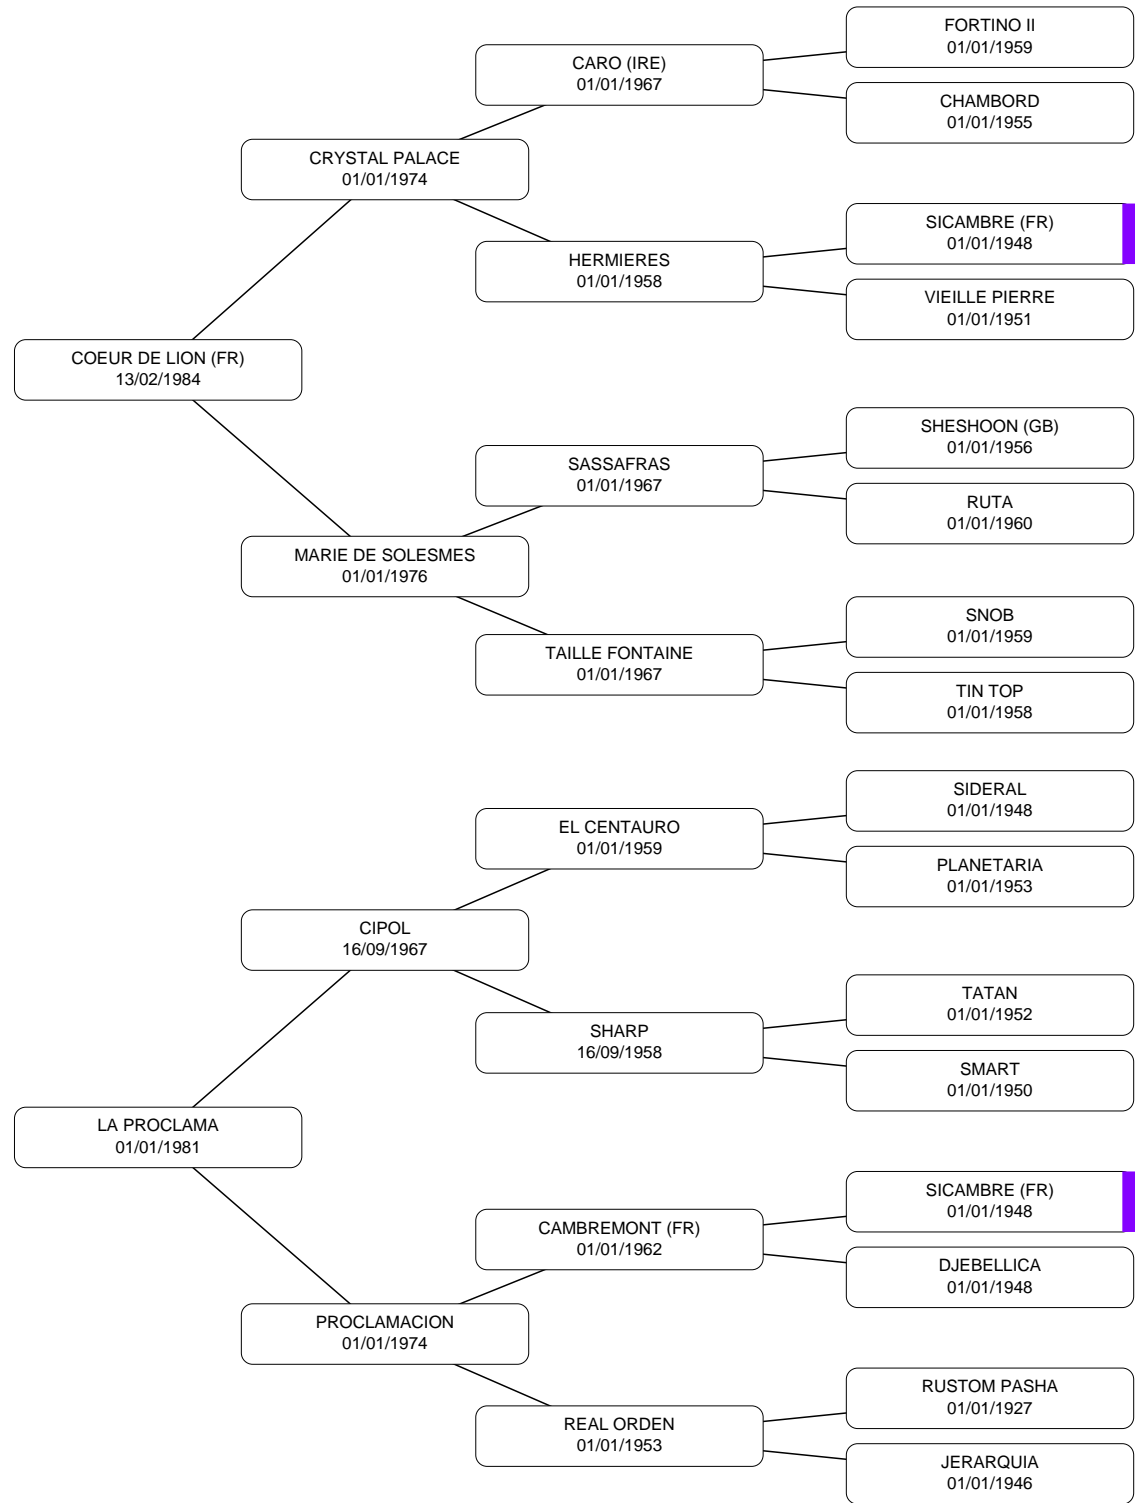 FORTINO II
01/01/1959
CARO (IRE)
01/01/1967
CHAMBORD
01/01/1955
CRYSTAL PALACE
01/01/1974
SICAMBRE (FR)
01/01/1948
HERMIERES
01/01/1958
VIEILLE PIERRE
01/01/1951
COEUR DE LION (FR)
13/02/1984
SHESHOON (GB)
01/01/1956
SASSAFRAS
01/01/1967
RUTA
01/01/1960
MARIE DE SOLESMES
01/01/1976
SNOB
01/01/1959
TAILLE FONTAINE
01/01/1967
TIN TOP
01/01/1958
SIDERAL
01/01/1948
EL CENTAURO
01/01/1959
PLANETARIA
01/01/1953
CIPOL
16/09/1967
TATAN
01/01/1952
SHARP
16/09/1958
SMART
01/01/1950
LA PROCLAMA
01/01/1981
SICAMBRE (FR)
01/01/1948
CAMBREMONT (FR)
01/01/1962
DJEBELLICA
01/01/1948
PROCLAMACION
01/01/1974
RUSTOM PASHA
01/01/1927
REAL ORDEN
01/01/1953
JERARQUIA
01/01/1946